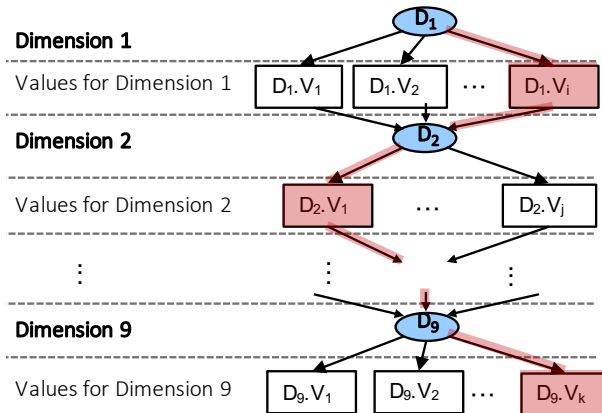 D₁
Dimension 1
Values for Dimension 1 D₁.V₁ D₁.V₂ ... D₁.Vᵢ
Dimension 2 D₂
Values for Dimension 2 D₂.V₁ ... D₂.Vⱼ
⋮ ⋮ ⋮
Dimension 9 D₉
Values for Dimension 9 D₉.V₁ D₉.V₂ ... D₉.Vₖ